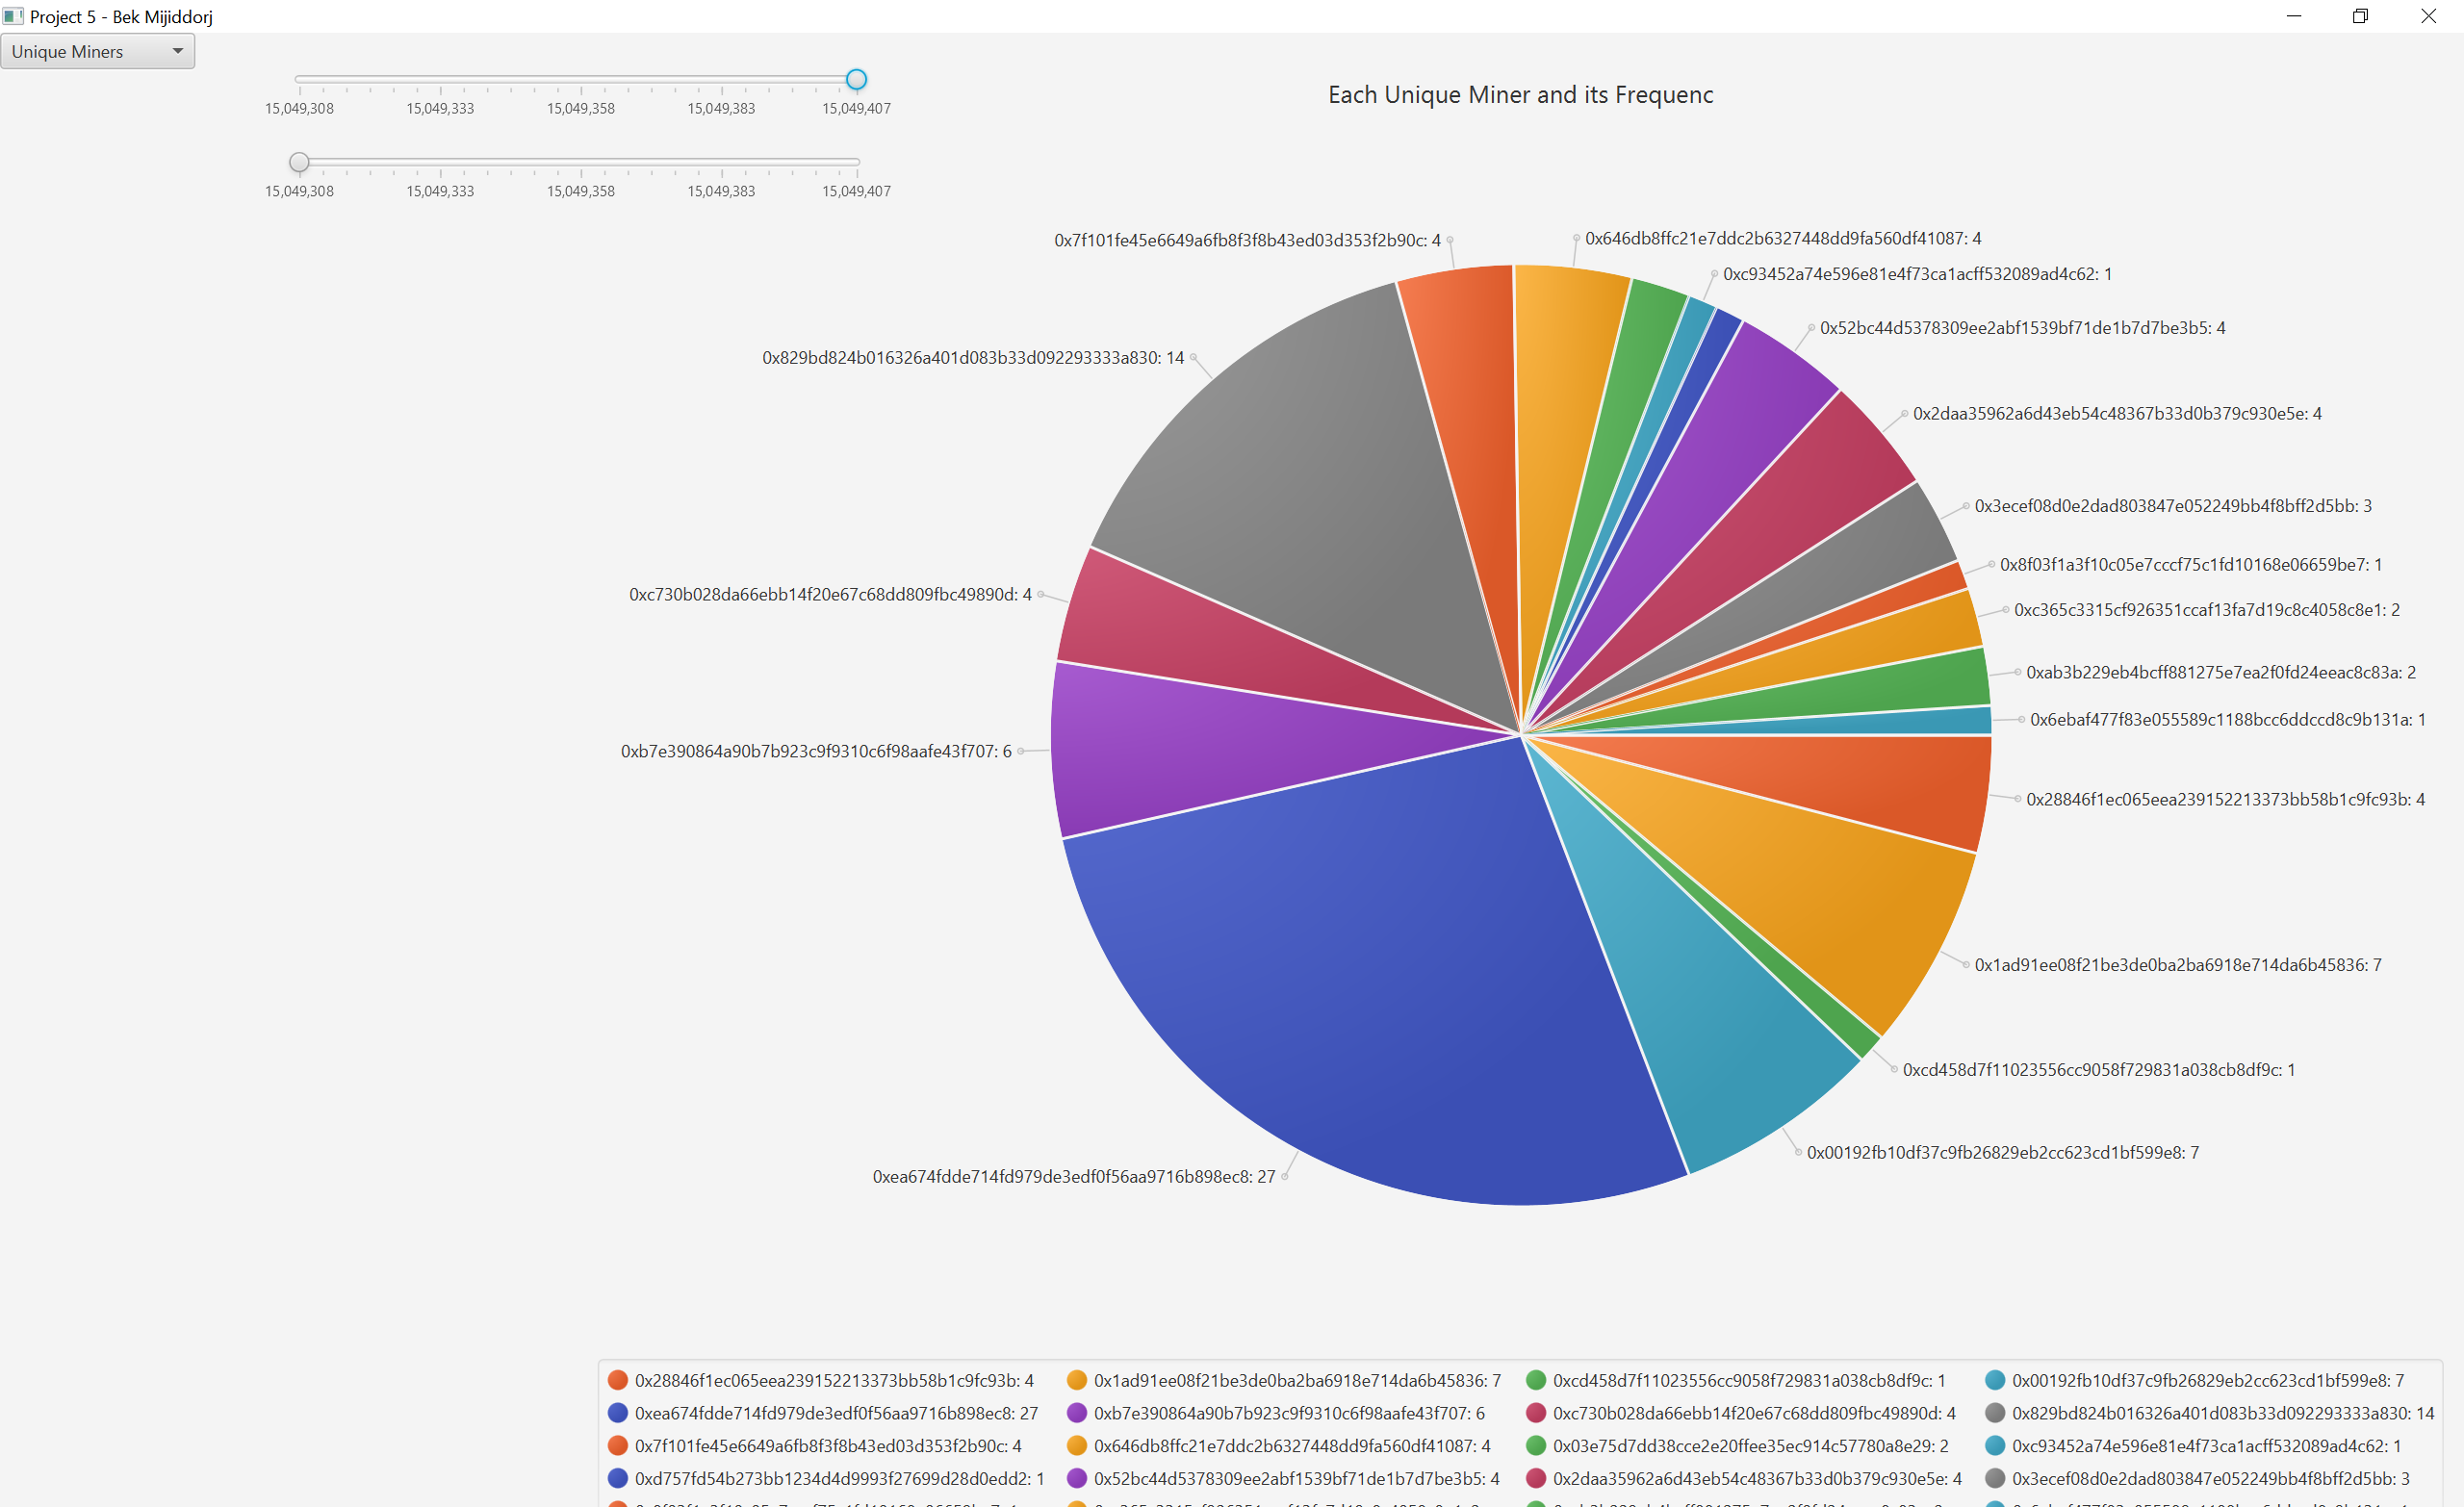 Project 5 - Bek Mijiddorj
Unique Miners
15,049,308 15,049,333 15,049,358 15,049,383 15,049,407
15,049,308 15,049,333 15,049,358 15,049,383 15,049,407
Each Unique Miner and its Frequenc
0x7f101fe45e6649a6fb8f3f8b43ed03d353f2b90c: 4
0x646db8ffc21e7ddc2b6327448dd9fa560df41087: 4
0xc93452a74e596e81e4f73ca1acff532089ad4c62: 1
0x52bc44d5378309ee2abf1539bf71de1b7d7be3b5: 4
0x829bd824b016326a401d083b33d092293333a830: 14
0x2daa35962a6d43eb54c48367b33d0b379c930e5e: 4
0x3ecef08d0e2dad803847e052249bb4f8bff2d5bb: 3
0x8f03f1a3f10c05e7cccf75c1fd10168e06659be7: 1
0xc730b028da66ebb14f20e67c68dd809fbc49890d: 4
0xc365c3315cf926351ccaf13fa7d19c8c4058c8e1: 2
0xab3b229eb4bcff881275e7ea2f0fd24eeac8c83a: 2
0x6ebaf477f83e055589c1188bcc6ddccd8c9b131a: 1
0xb7e390864a90b7b923c9f9310c6f98aafe43f707: 6
0x28846f1ec065eea239152213373bb58b1c9fc93b: 4
0x1ad91ee08f21be3de0ba2ba6918e714da6b45836: 7
0xcd458d7f11023556cc9058f729831a038cb8df9c: 1
0x00192fb10df37c9fb26829eb2cc623cd1bf599e8: 7
0xea674fdde714fd979de3edf0f56aa9716b898ec8: 27
0x28846f1ec065eea239152213373bb58b1c9fc93b: 4 0x1ad91ee08f21be3de0ba2ba6918e714da6b45836: 7 0xcd458d7f11023556cc9058f729831a038cb8df9c: 1 0x00192fb10df37c9fb26829eb2cc623cd1bf599e8: 7
0xea674fdde714fd979de3edf0f56aa9716b898ec8: 27 0xb7e390864a90b7b923c9f9310c6f98aafe43f707: 6 0xc730b028da66ebb14f20e67c68dd809fbc49890d: 4 0x829bd824b016326a401d083b33d092293333a830: 14
0x7f101fe45e6649a6fb8f3f8b43ed03d353f2b90c: 4 0x646db8ffc21e7ddc2b6327448dd9fa560df41087: 4 0x03e75d7dd38cce2e20ffee35ec914c57780a8e29: 2 0xc93452a74e596e81e4f73ca1acff532089ad4c62: 1
0xd757fd54b273bb1234d4d9993f27699d28d0edd2: 1 0x52bc44d5378309ee2abf1539bf71de1b7d7be3b5: 4 0x2daa35962a6d43eb54c48367b33d0b379c930e5e: 4 0x3ecef08d0e2dad803847e052249bb4f8bff2d5bb: 3